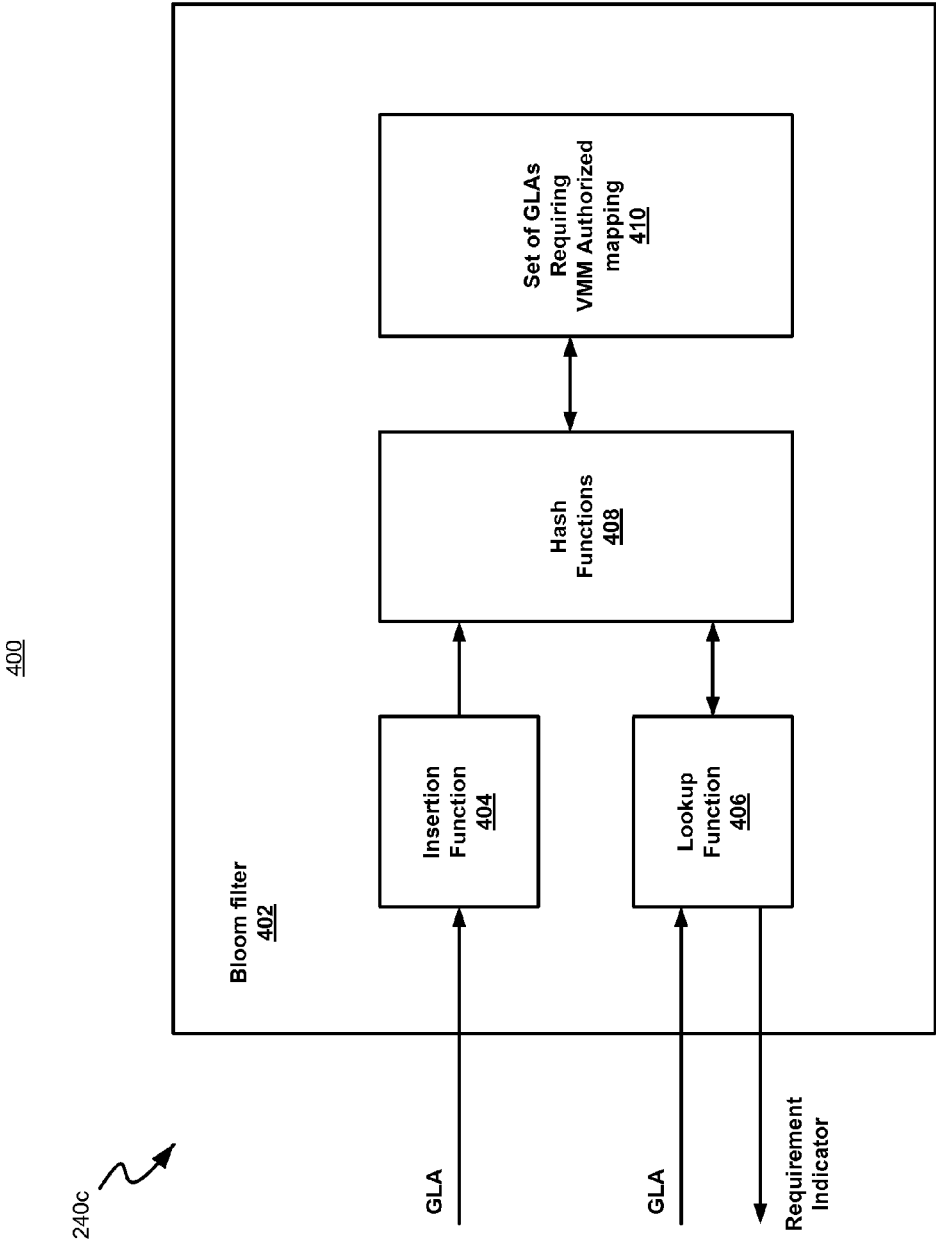 400
240c
Bloom filter
402
GLA
Insertion
Function
404
GLA
Requirement
Indicator
Lookup
Function
406
Hash
Functions
408
Set of GLAs
Requiring
VMM Authorized
mapping
410